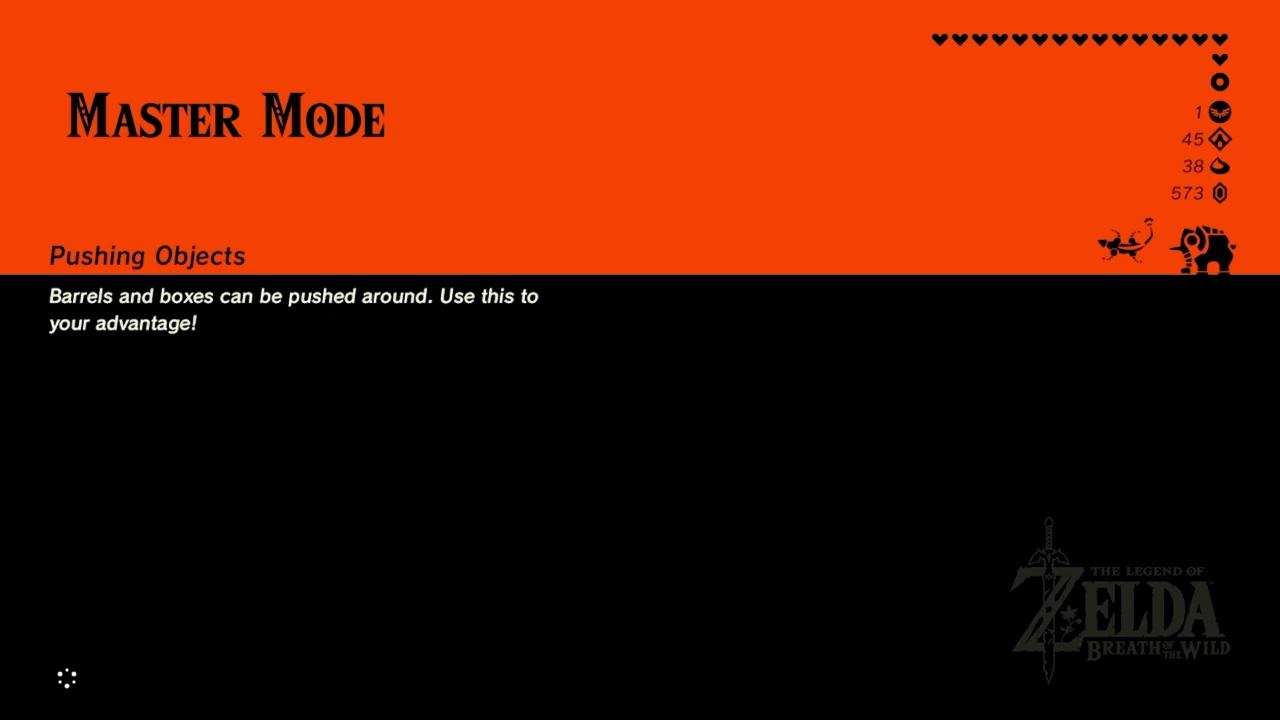 Master Mode
1
45
38
573
Pushing Objects
Barrels and boxes can be pushed around. Use this to
your advantage!
THE LEGEND OF
ZELDA
BREATH OF THE WILD